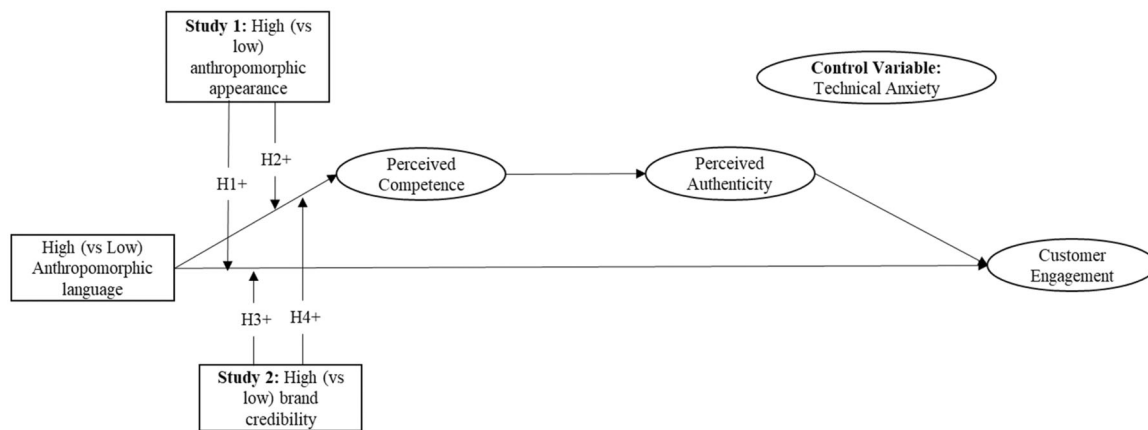 Study 1: High (vs
low)
anthropomorphic
appearance
Control Variable:
Technical Anxiety
H2+
H1+
Perceived
Competence
Perceived
Authenticity
High (vs Low)
Anthropomorphic
language
Customer
Engagement
H3+
H4+
Study 2: High (vs
low) brand
credibility